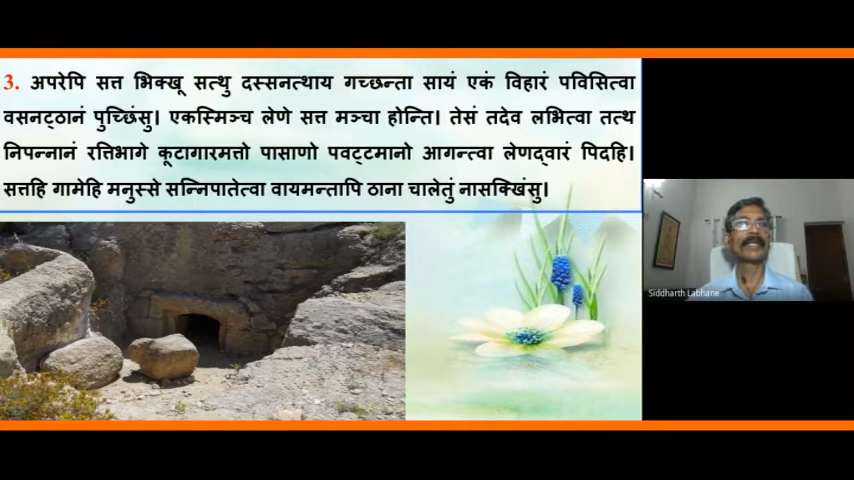 3. अपरेपि सत्त भिक्खू सत्थु दस्सनत्थाय गच्छन्ता सायं एकं विहारं पविसित्वा
वसनट्ठानं पुच्छिंसु। एकस्मिञ्च लेणे सत्त मञ्चा होन्ति। तेसं तदेव लभित्वा तत्थ
निपन्नानं रत्तिभागे कूटागारमत्तो पासाणो पवट्टमानो आगन्त्वा लेणद्वारं पिदहि।
सत्तहि गामेहि मनुस्से सन्निपातेत्वा वायमन्तापि ठाना चालेतुं नासक्खिंसु।
Siddharth Labhane